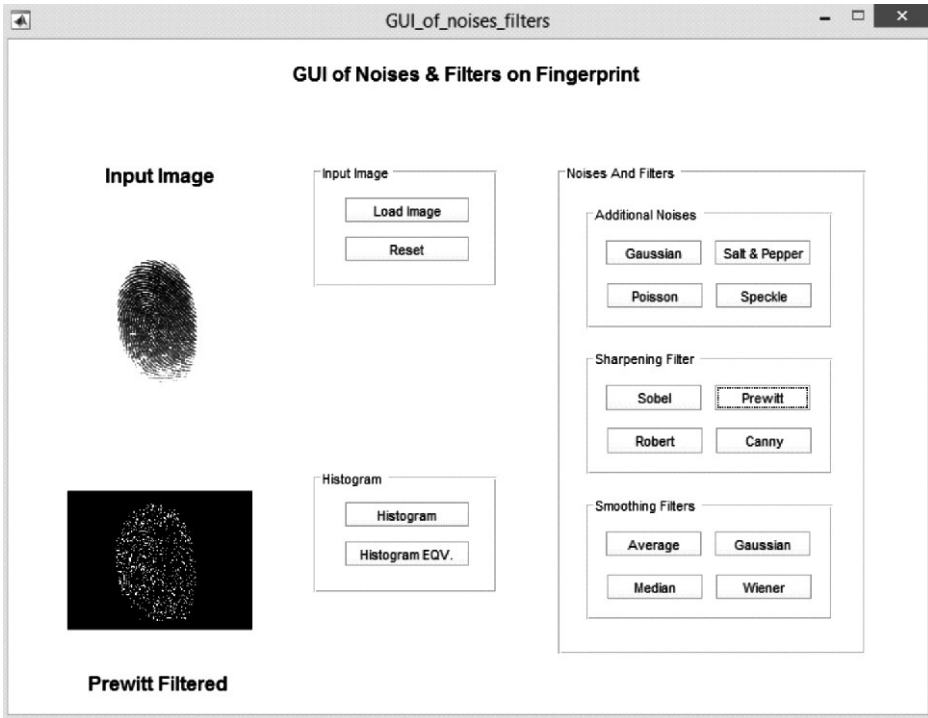 GUI_of_noises_filters
GUI of Noises & Filters on Fingerprint
Input Image
Input Image
Load Image
Reset
Noises And Filters
Additional Noises
Gaussian Salt & Pepper
Poisson Speckle
Sharpening Filter
Sobel Prewitt
Robert Canny
Histogram
Histogram
Histogram EQV.
Smoothing Filters
Average Gaussian
Median Wiener
Prewitt Filtered